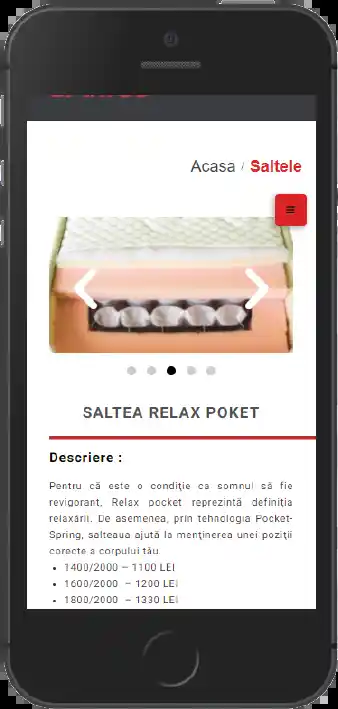 Acasa / Saltele
SALTEA RELAX POKET
Descriere :
Pentru că este o condiție ca somnul să fie
revigorant, Relax pocket reprezintă definiția
relaxării. De asemenea, prin tehnologia Pocket-
Spring, salteaua ajută la menținerea unei poziții
corecte a corpului tău.
• 1400/2000 – 1100 LEI
• 1600/2000 – 1200 LEI
• 1800/2000 – 1330 LEI